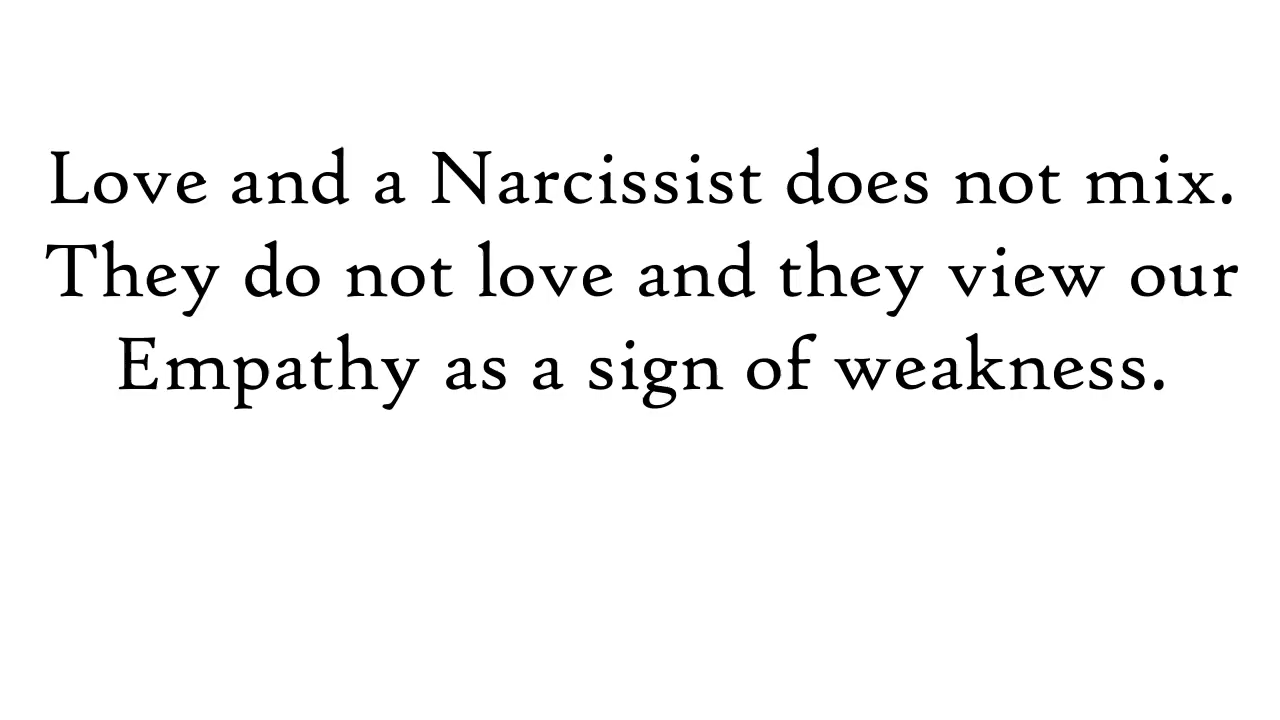 Love and a Narcissist does not mix.
They do not love and they view our
Empathy as a sign of weakness.